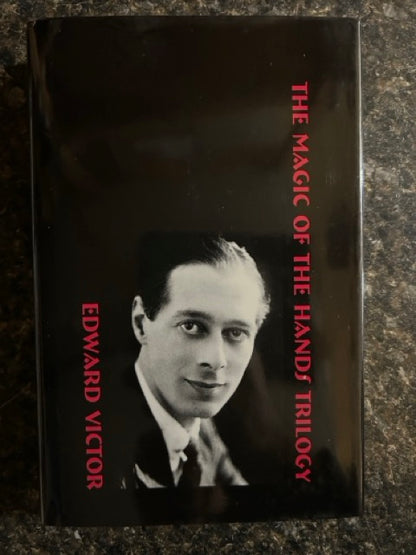 THE MAGIC OF THE HANDS TRILOGY
EDWARD VICTOR